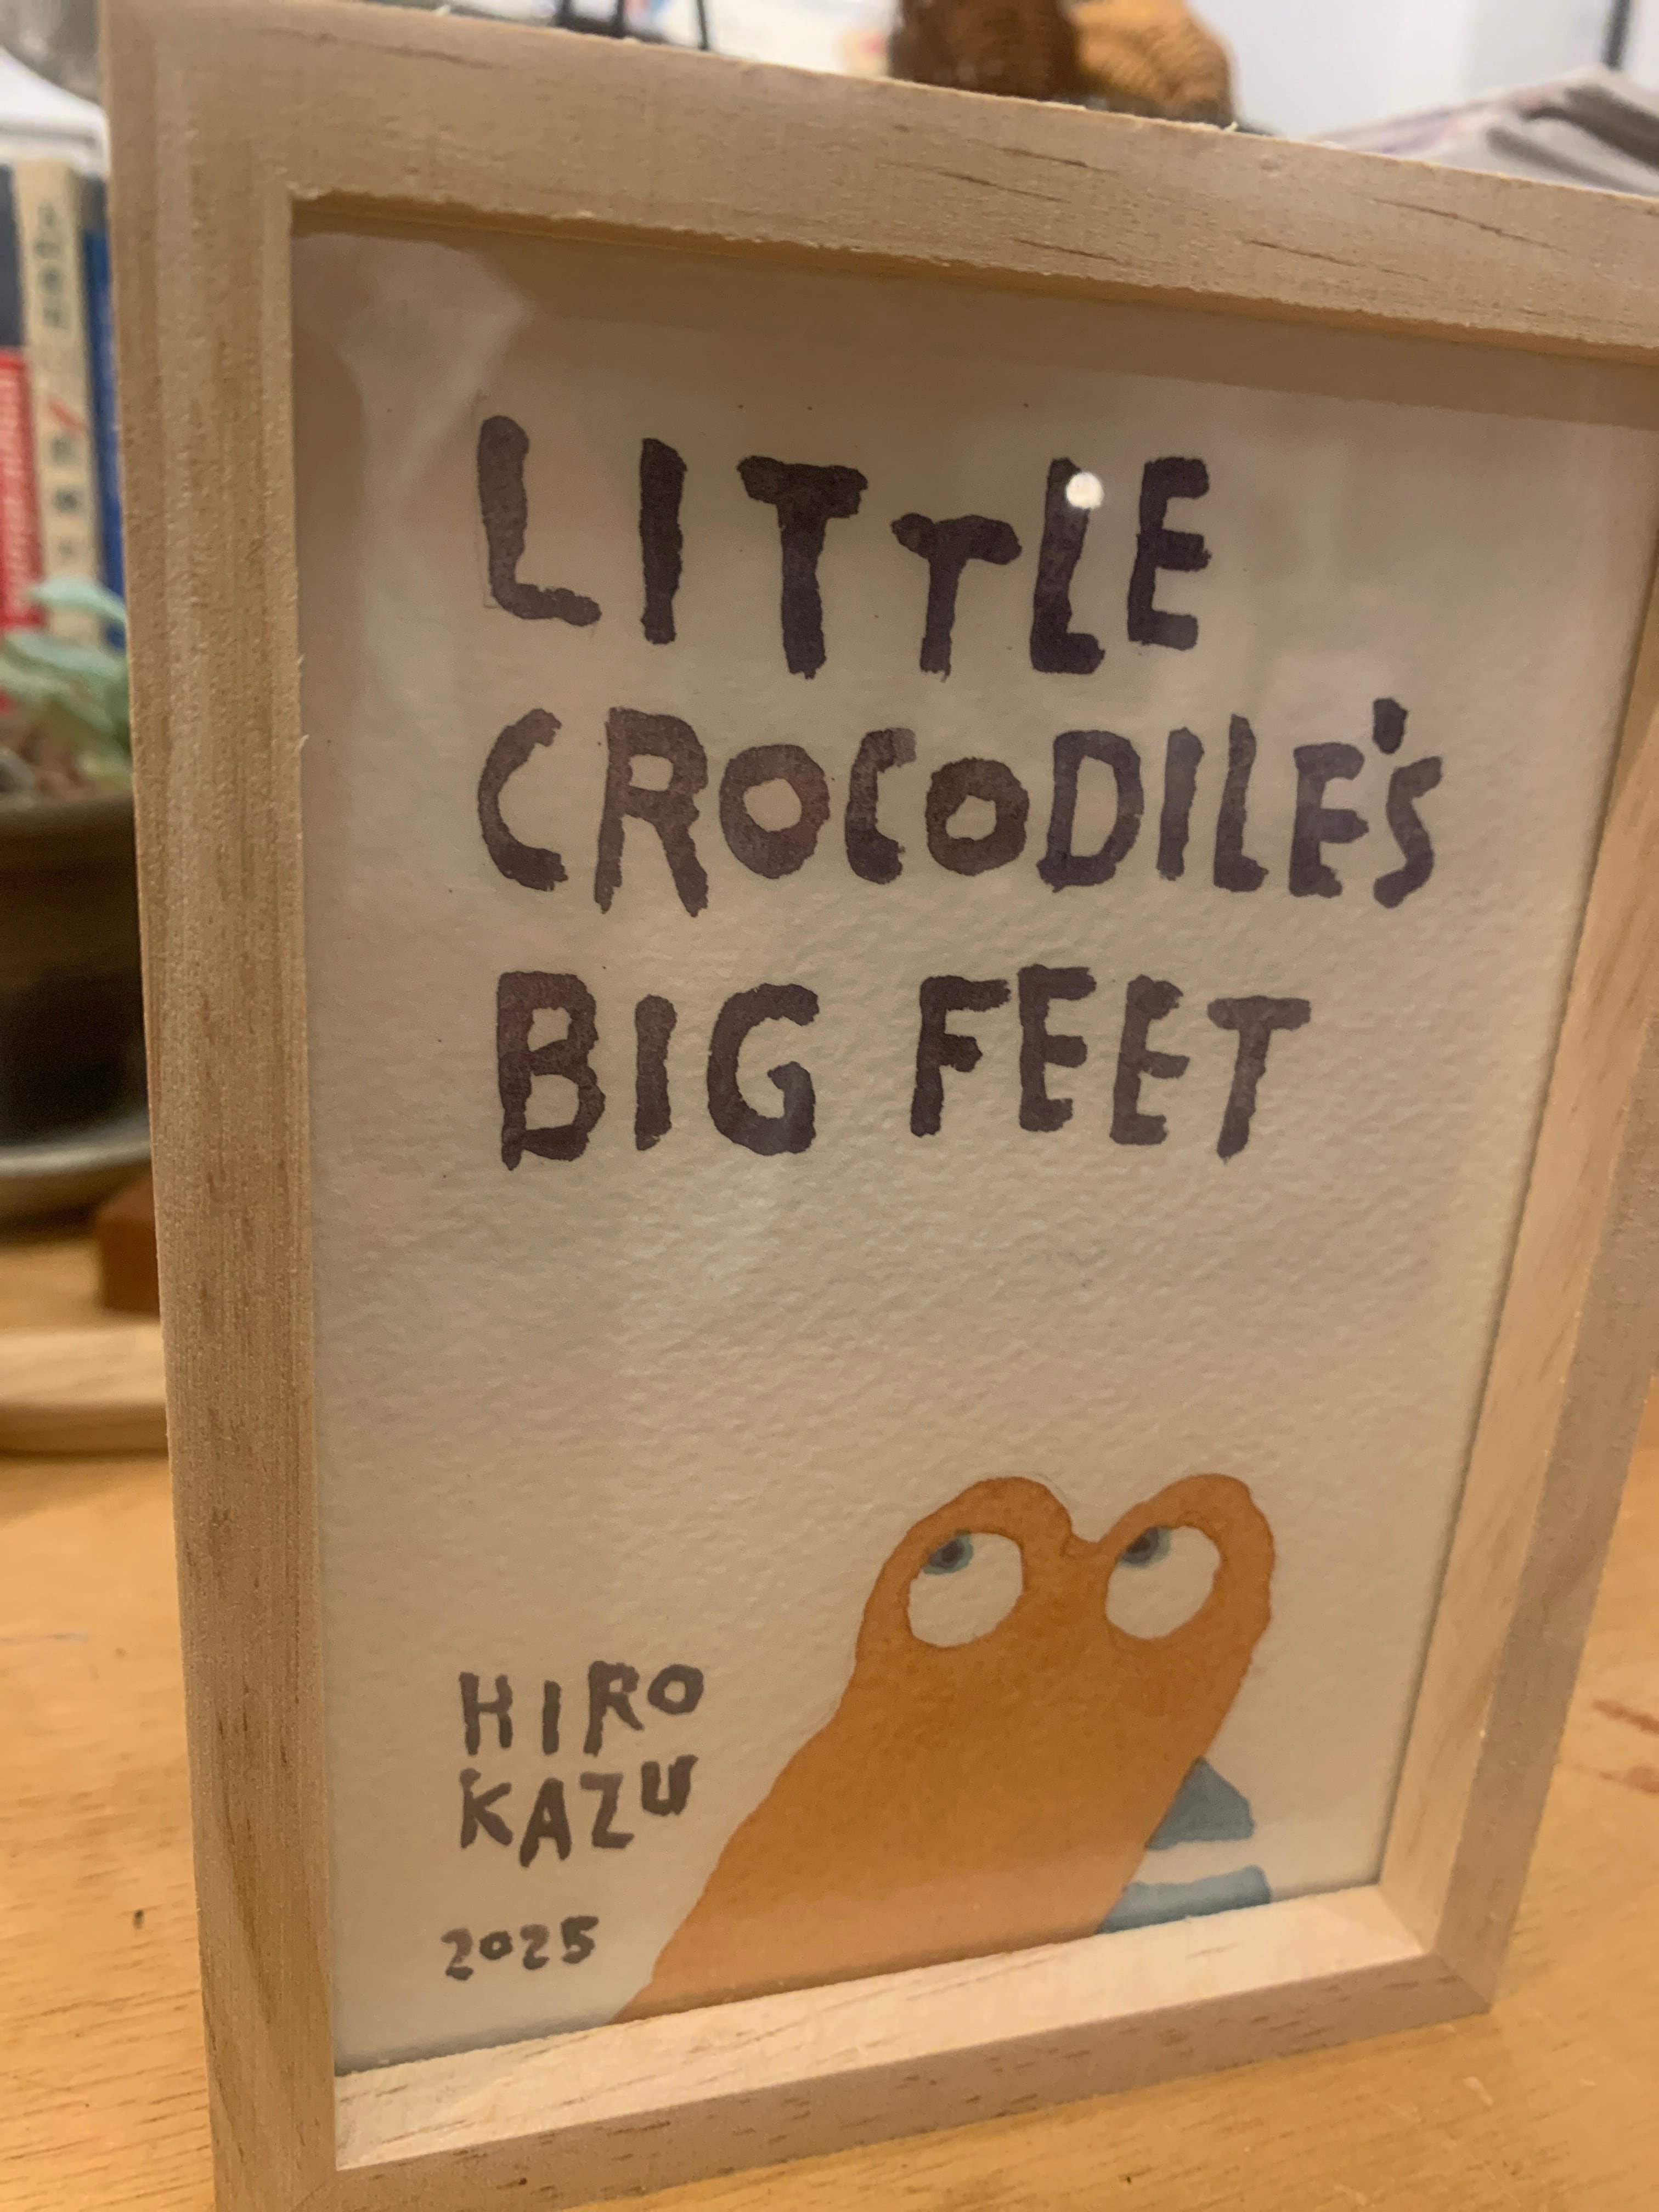 LITTLE
CROCODILE'S
BIG FEET
HIRO
KAZU
2025